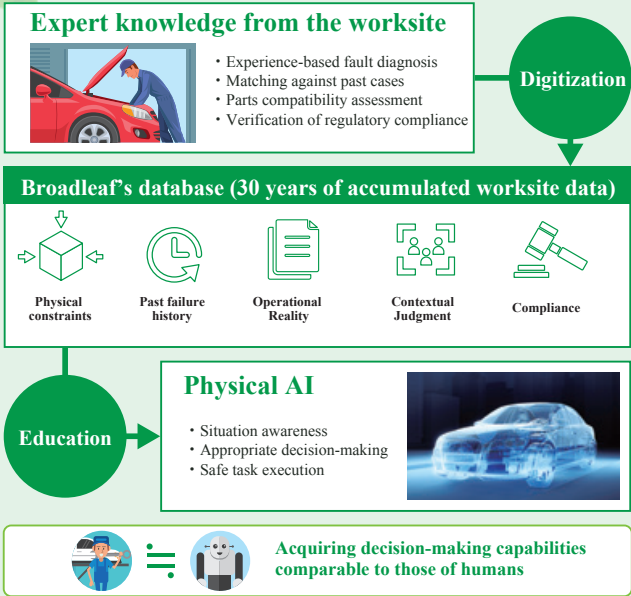 Expert knowledge from the worksite
・Experience-based fault diagnosis
・Matching against past cases
・Parts compatibility assessment
・Verification of regulatory compliance
Digitization
Broadleaf's database (30 years of accumulated worksite data)
Physical
constraints
Past failure
history
Operational
Reality
Contextual
Judgment
Compliance
Education
Physical AI
・Situation awareness
・Appropriate decision-making
・Safe task execution
≒
Acquiring decision-making capabilities
comparable to those of humans